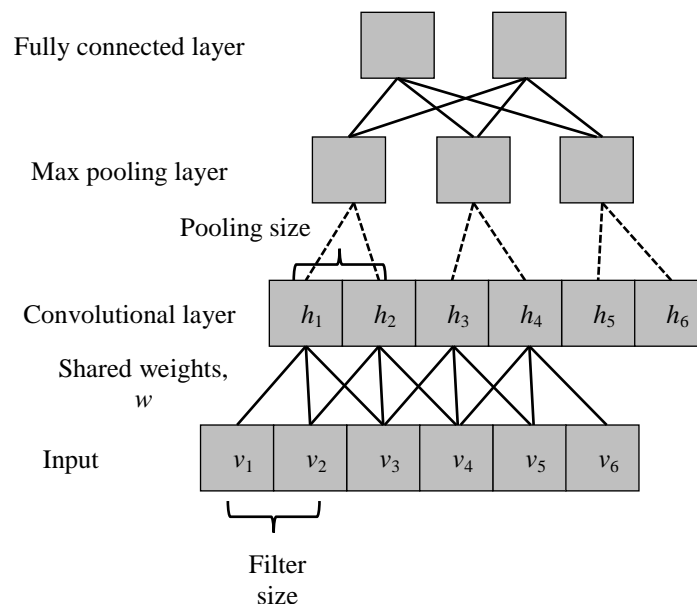 Fully connected layer
Max pooling layer
Pooling size
Convolutional layer
h1 h2 h3 h4 h5 h6
Shared weights,
w
Input
v1 v2 v3 v4 v5 v6
Filter
size